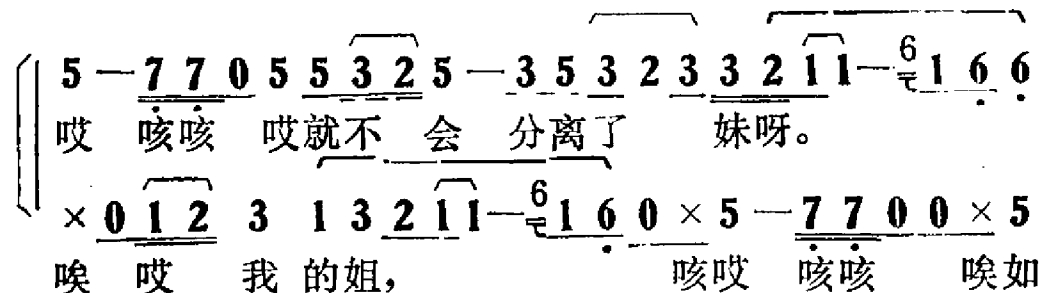 5 — 7 7 0 5 5 3 2 5 — 3 5 3 2 3 3 2 1 1 — 6 1 6 6
哎 咳咳 哎就不 会 分离了 妹呀。
× 0 1 2 3 1 3 2 1 1 — 6 1 6 0 × 5 — 7 7 0 0 × 5
唉 哎 我 的姐, 咳哎 咳咳 唉如